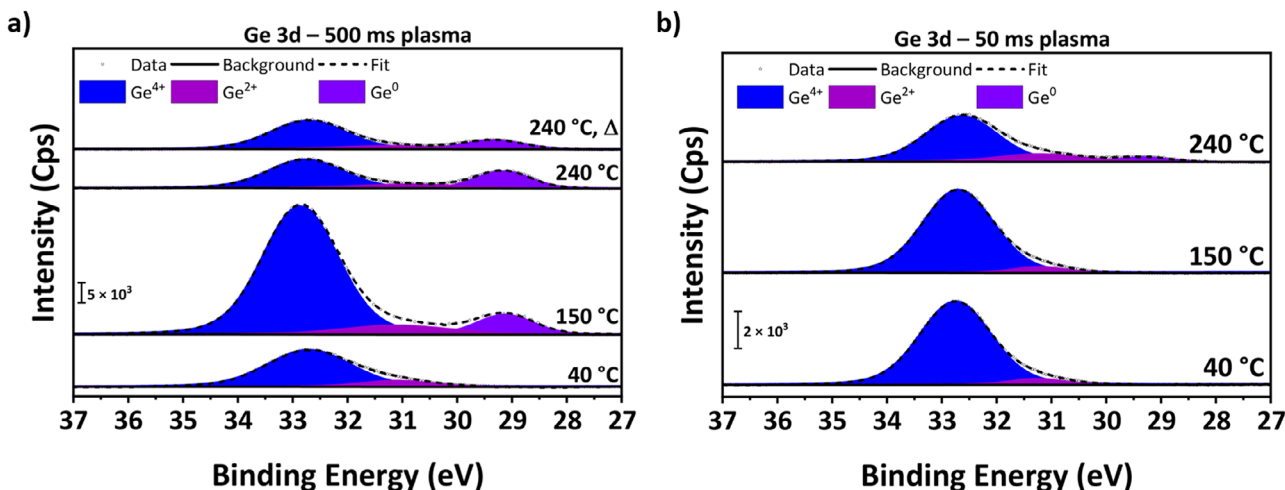 a)
Ge 3d – 500 ms plasma
Data Background Fit
Ge⁴⁺ Ge²⁺ Ge⁰
240 °C, Δ
240 °C
150 °C
40 °C
5 × 10³
Intensity (Cps)
37 36 35 34 33 32 31 30 29 28 27
Binding Energy (eV)
b)
Ge 3d – 50 ms plasma
Data Background Fit
Ge⁴⁺ Ge²⁺ Ge⁰
240 °C
150 °C
40 °C
2 × 10³
Intensity (Cps)
37 36 35 34 33 32 31 30 29 28 27
Binding Energy (eV)